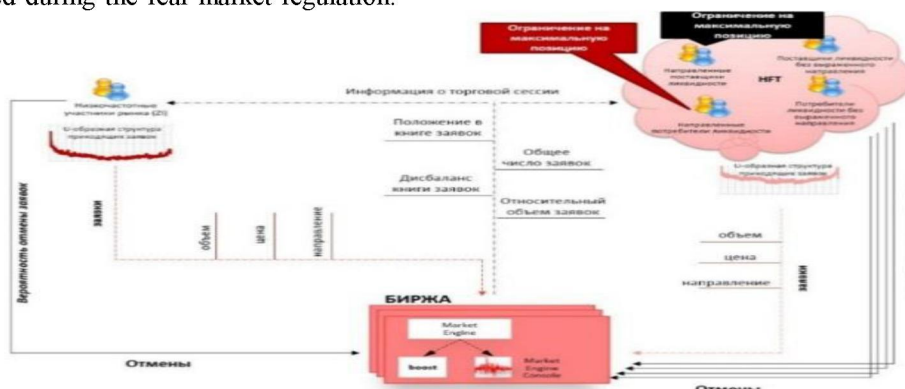 during the real market regulation.
Ограничение на
максимальную
позицию
Ограничение на
максимальную
позицию
Направленные
поставщики
ликвидности
Поставщики ликвидности
без выраженного
направления
HFT
Направленные
потребители ликвидности
Потребители
ликвидности без
выраженного
направления
Низкочастотные
участники рынка (ZI)
U-образная структура
приходящих заявок
Информация о торговой сессии
Положение в
книге заявок
Общее
число заявок
Дисбаланс
книги заявок
Относительный
объем заявок
U-образная структура
приходящих заявок
Вероятность отмены заявок
заявки
объем
цена
направление
объем
цена
направление
заявки
БИРЖА
Market
Engine
boost
Market
Engine
Console
Отмены
Отмены